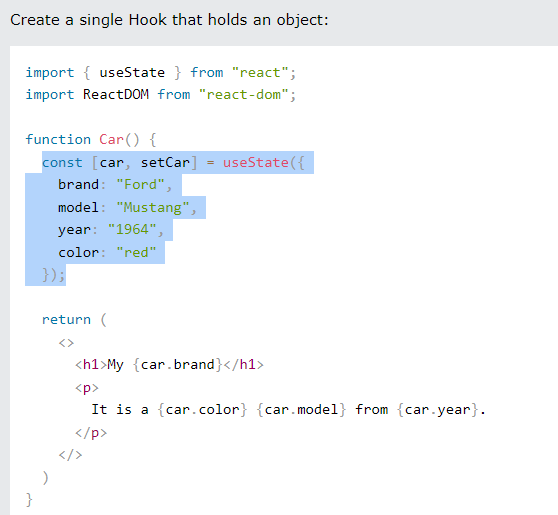 Create a single Hook that holds an object:
import { useState } from "react";
import ReactDOM from "react-dom";
function Car() {
const [car, setCar] = useState({
brand: "Ford",
model: "Mustang",
year: "1964",
color: "red"
});
return (
<>
<h1>My {car.brand}</h1>
<p>
It is a {car.color} {car.model} from {car.year}.
</p>
</>
)
}